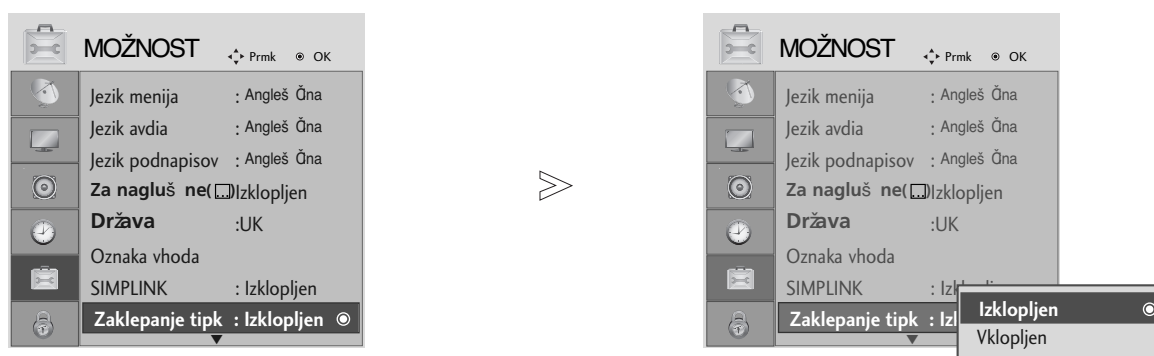 MOŽNOST Prmk OK
Jezik menija : Angleš Čna
Jezik avdia : Angleš Čna
Jezik podnapisov : Angleš Čna
Za nagluš ne( )Izklopljen
Država :UK
Oznaka vhoda
SIMPLINK : Izklopljen
Zaklepanje tipk : Izklopljen
MOŽNOST Prmk OK
Jezik menija : Angleš Čna
Jezik avdia : Angleš Čna
Jezik podnapisov : Angleš Čna
Za nagluš ne( )Izklopljen
Država :UK
Oznaka vhoda
SIMPLINK
Zaklepanje tipk : Izkl
Izklopljen
Vklopljen